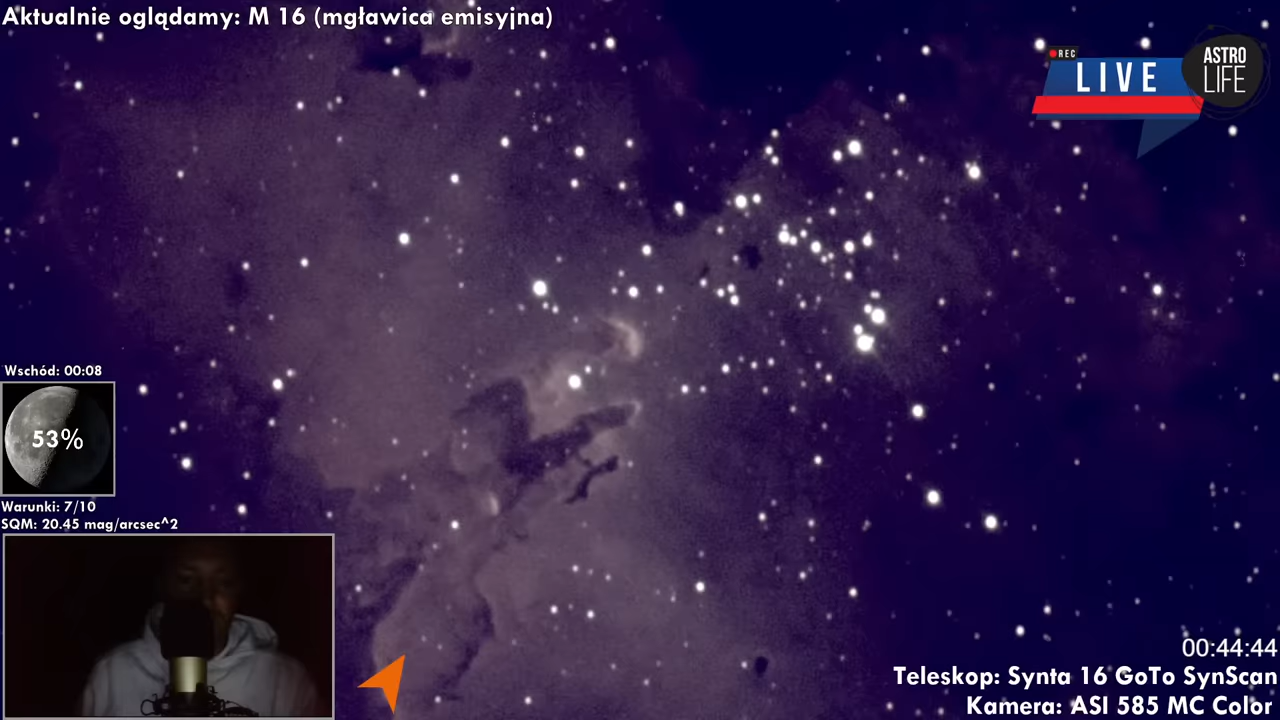 Aktualnie oglądamy: M 16 (mgławica emisyjna)
REC
LIVE
ASTRO
LIFE
Wschód: 00:08
53%
Warunki: 7/10
SQM: 20.45 mag/arcsec^2
00:44:44
Teleskop: Synta 16 GoTo SynScan
Kamera: ASI 585 MC Color